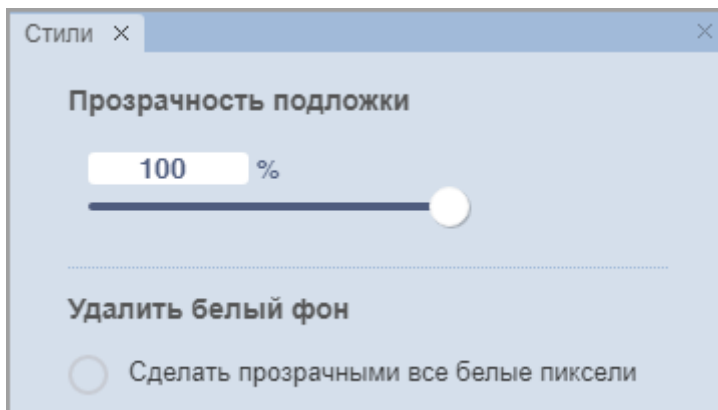 Стили
Прозрачность подложки
100 %
Удалить белый фон
Сделать прозрачными все белые пиксели